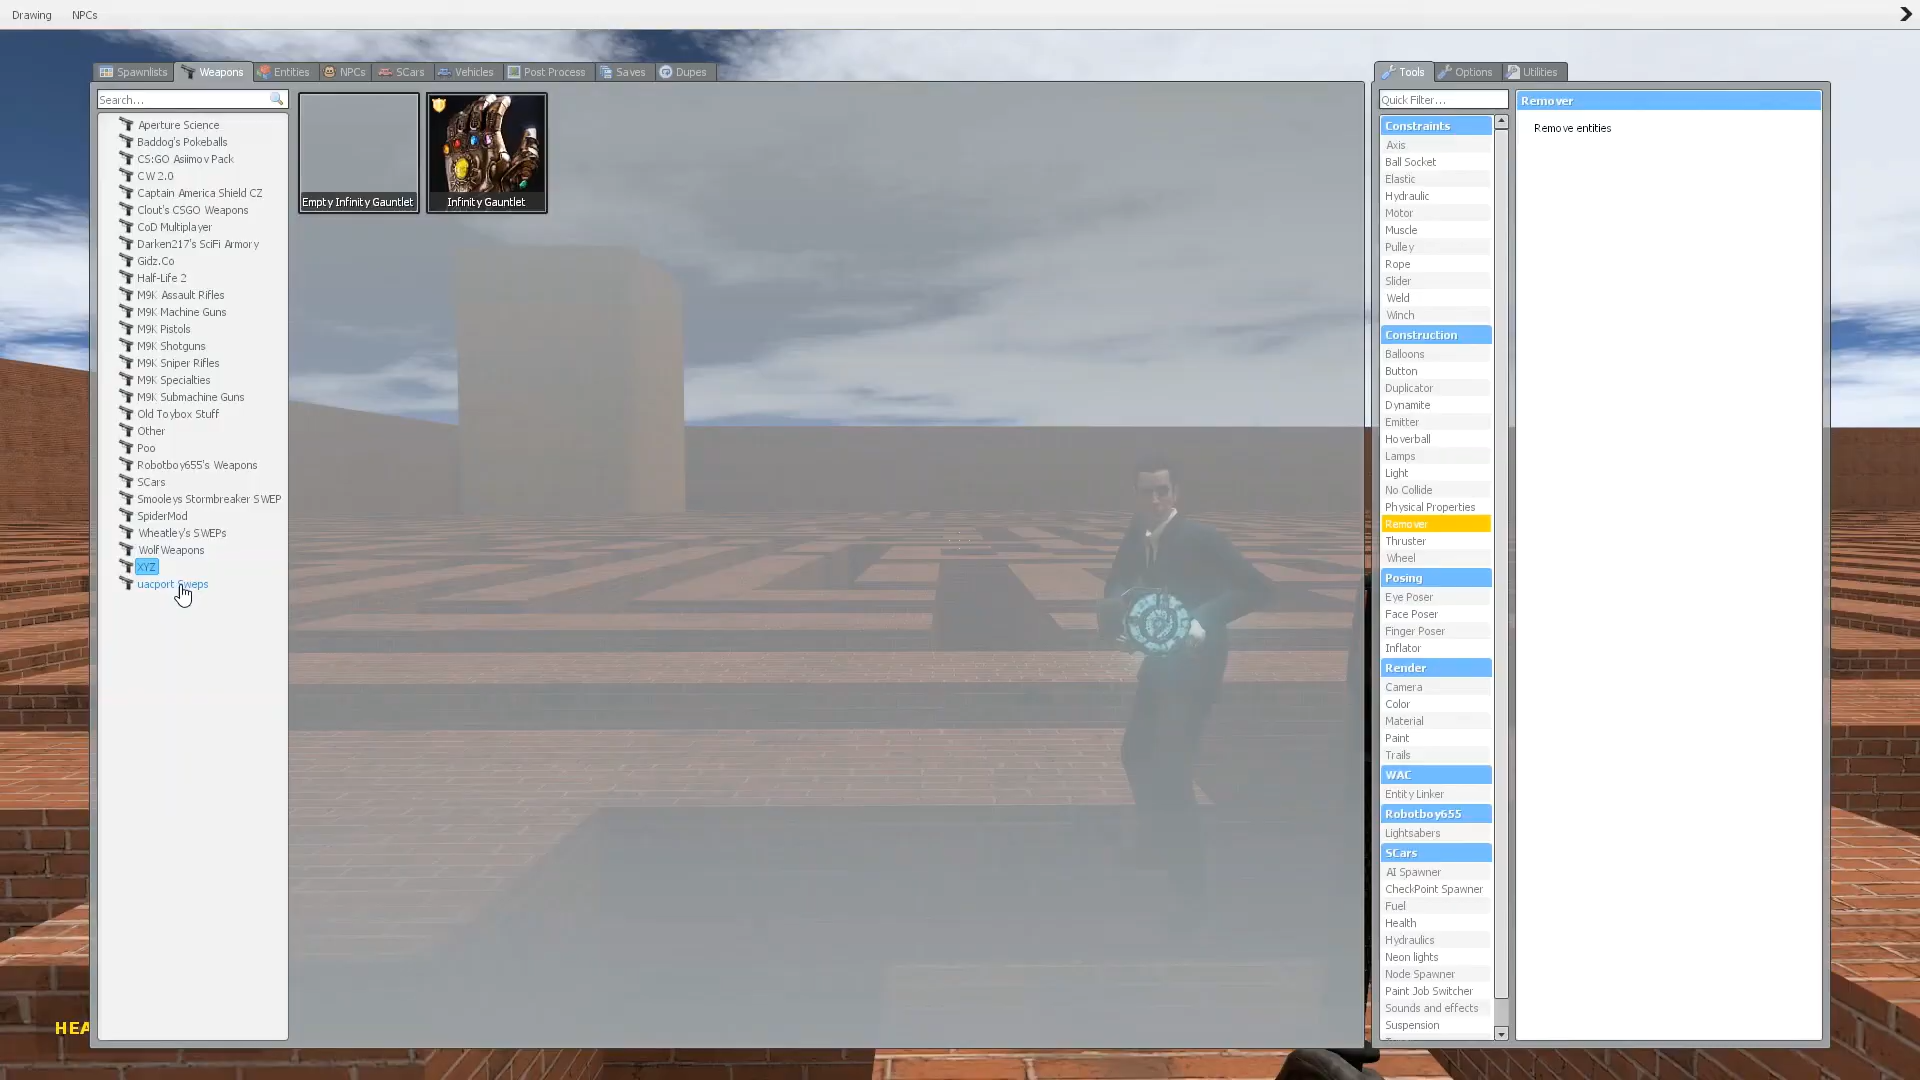 Drawing
NPCs
Spawnlists
Weapons
Entities
NPCs
SCars
Vehicles
Post Process
Saves
Dupes
Search...
Aperture Science
Baddog's Pokeballs
CS:GO Asiimov Pack
CW 2.0
Captain America Shield CZ
Clout's CSGO Weapons
CoD Multiplayer
Darken217's SciFi Armory
Gidz.Co
Half-Life 2
M9K Assault Rifles
M9K Machine Guns
M9K Pistols
M9K Shotguns
M9K Sniper Rifles
M9K Specialties
M9K Submachine Guns
Old Toybox Stuff
Other
Poo
Robotboy655's Weapons
SCars
Smooleys Stormbreaker SWEP
SpiderMod
Wheatley's SWEPs
WolfWeapons
XYZ
uacport Sweps
Empty Infinity Gauntlet
Infinity Gauntlet
HEA
Tools
Options
Utilities
Quick Filter...
Constraints
Axis
Ball Socket
Elastic
Hydraulic
Motor
Muscle
Pulley
Rope
Slider
Weld
Winch
Construction
Balloons
Button
Duplicator
Dynamite
Emitter
Hoverball
Lamps
Light
No Collide
Physical Properties
Remover
Thruster
Wheel
Posing
Eye Poser
Face Poser
Finger Poser
Inflator
Render
Camera
Color
Material
Paint
Trails
WAC
Entity Linker
Robotboy655
Lightsabers
SCars
AI Spawner
CheckPoint Spawner
Fuel
Health
Hydraulics
Neon lights
Node Spawner
Paint Job Switcher
Sounds and effects
Suspension
Remover
Remove entities